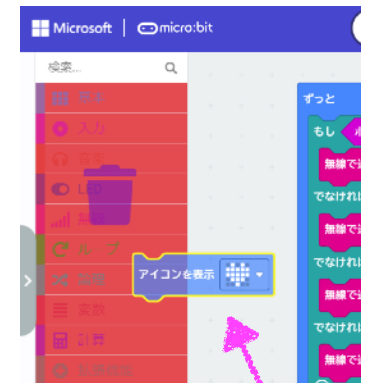 Microsoft | micro:bit
検索...
基本
入力
音楽
LED
無線
ループ
論理
変数
計算
ずっと
もし
無線で
でなければ
無線で
でなけれ
無線で
でなけれ
無線で
アイコンを表示